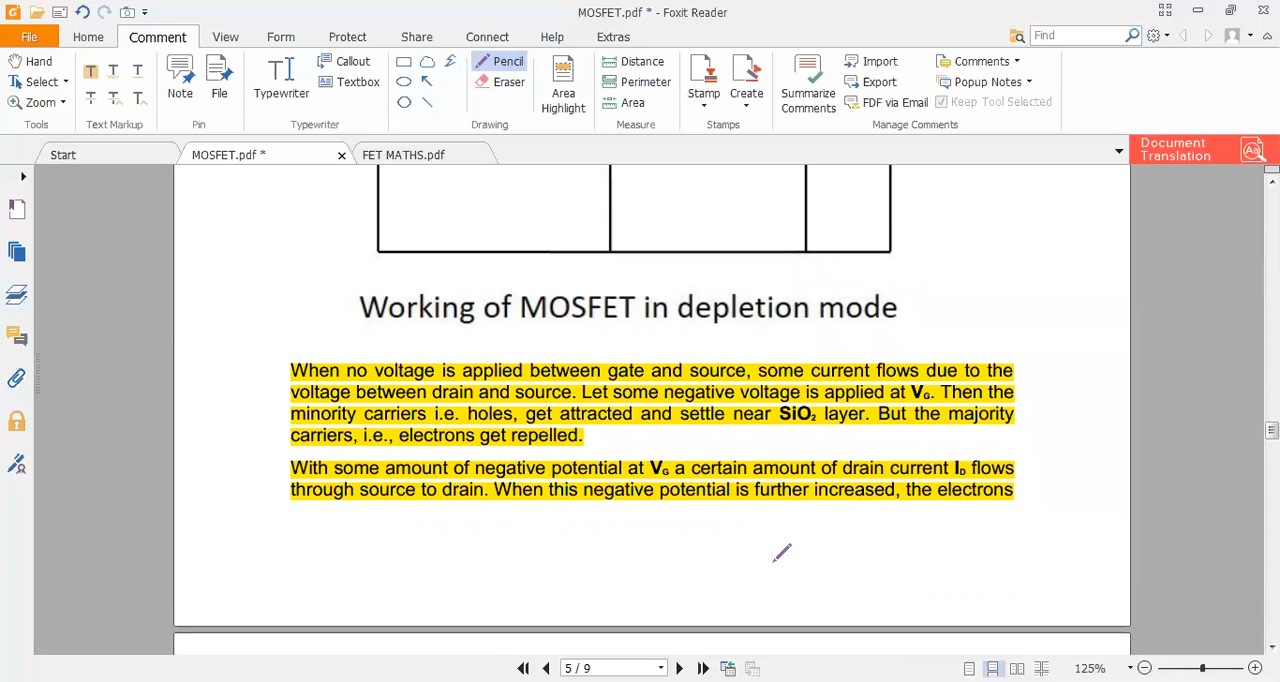 MOSFET.pdf * - Foxit Reader
File Home Comment View Form Protect Share Connect Help Extras Find
Hand
Select
Zoom
Tools
Text Markup
Note
File
Pin
Typewriter
Callout
Textbox
Typewriter
Pencil
Eraser
Drawing
Area
Highlight
Distance
Perimeter
Area
Measure
Stamp
Create
Stamps
Summarize
Comments
Import
Export
FDF via Email
Comments
Popup Notes
Keep Tool Selected
Manage Comments
Start
MOSFET.pdf *
FET MATHS.pdf
Document
Translation
Working of MOSFET in depletion mode
When no voltage is applied between gate and source, some current flows due to the
voltage between drain and source. Let some negative voltage is applied at VG. Then the
minority carriers i.e. holes, get attracted and settle near SiO2 layer. But the majority
carriers, i.e., electrons get repelled.
With some amount of negative potential at VG a certain amount of drain current ID flows
through source to drain. When this negative potential is further increased, the electrons
5 / 9
125%